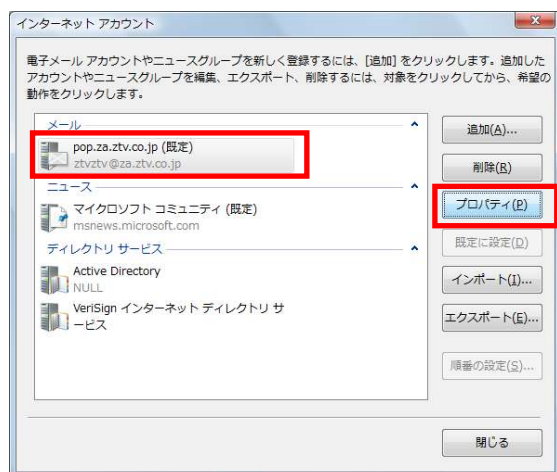 インターネット アカウント
電子メール アカウントやニュースグループを新しく登録するには、[追加] をクリックします。追加した
アカウントやニュースグループを編集、エクスポート、削除するには、対象をクリックしてから、希望の
動作をクリックします。
メール
pop.za.ztv.co.jp (既定)
ztvztv@za.ztv.co.jp
ニュース
マイクロソフト コミュニティ (既定)
msnews.microsoft.com
ディレクトリ サービス
Active Directory
NULL
VeriSign インターネット ディレクトリ サ
ービス
追加(A)...
削除(R)
プロパティ(P)
既定に設定(D)
インポート(I)...
エクスポート(E)...
順番の設定(S)...
閉じる